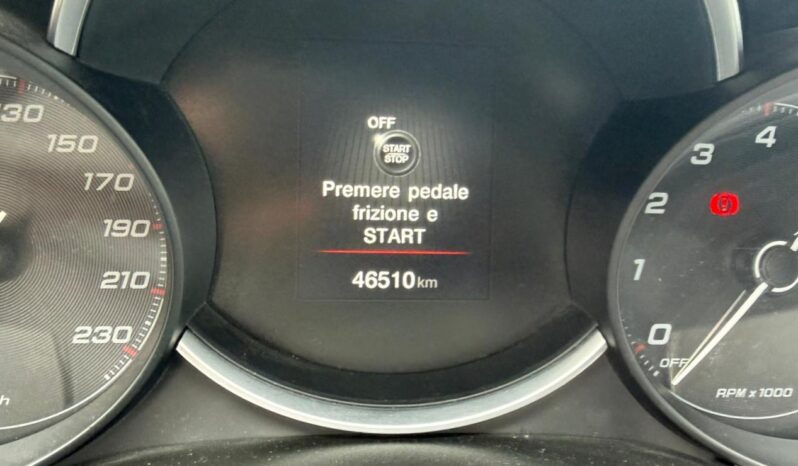 130
150
170
190
210
230
OFF
START
STOP
Premere pedale
frizione e
START
46510 km
4
3
2
1
0
OFF
RPM x 1000